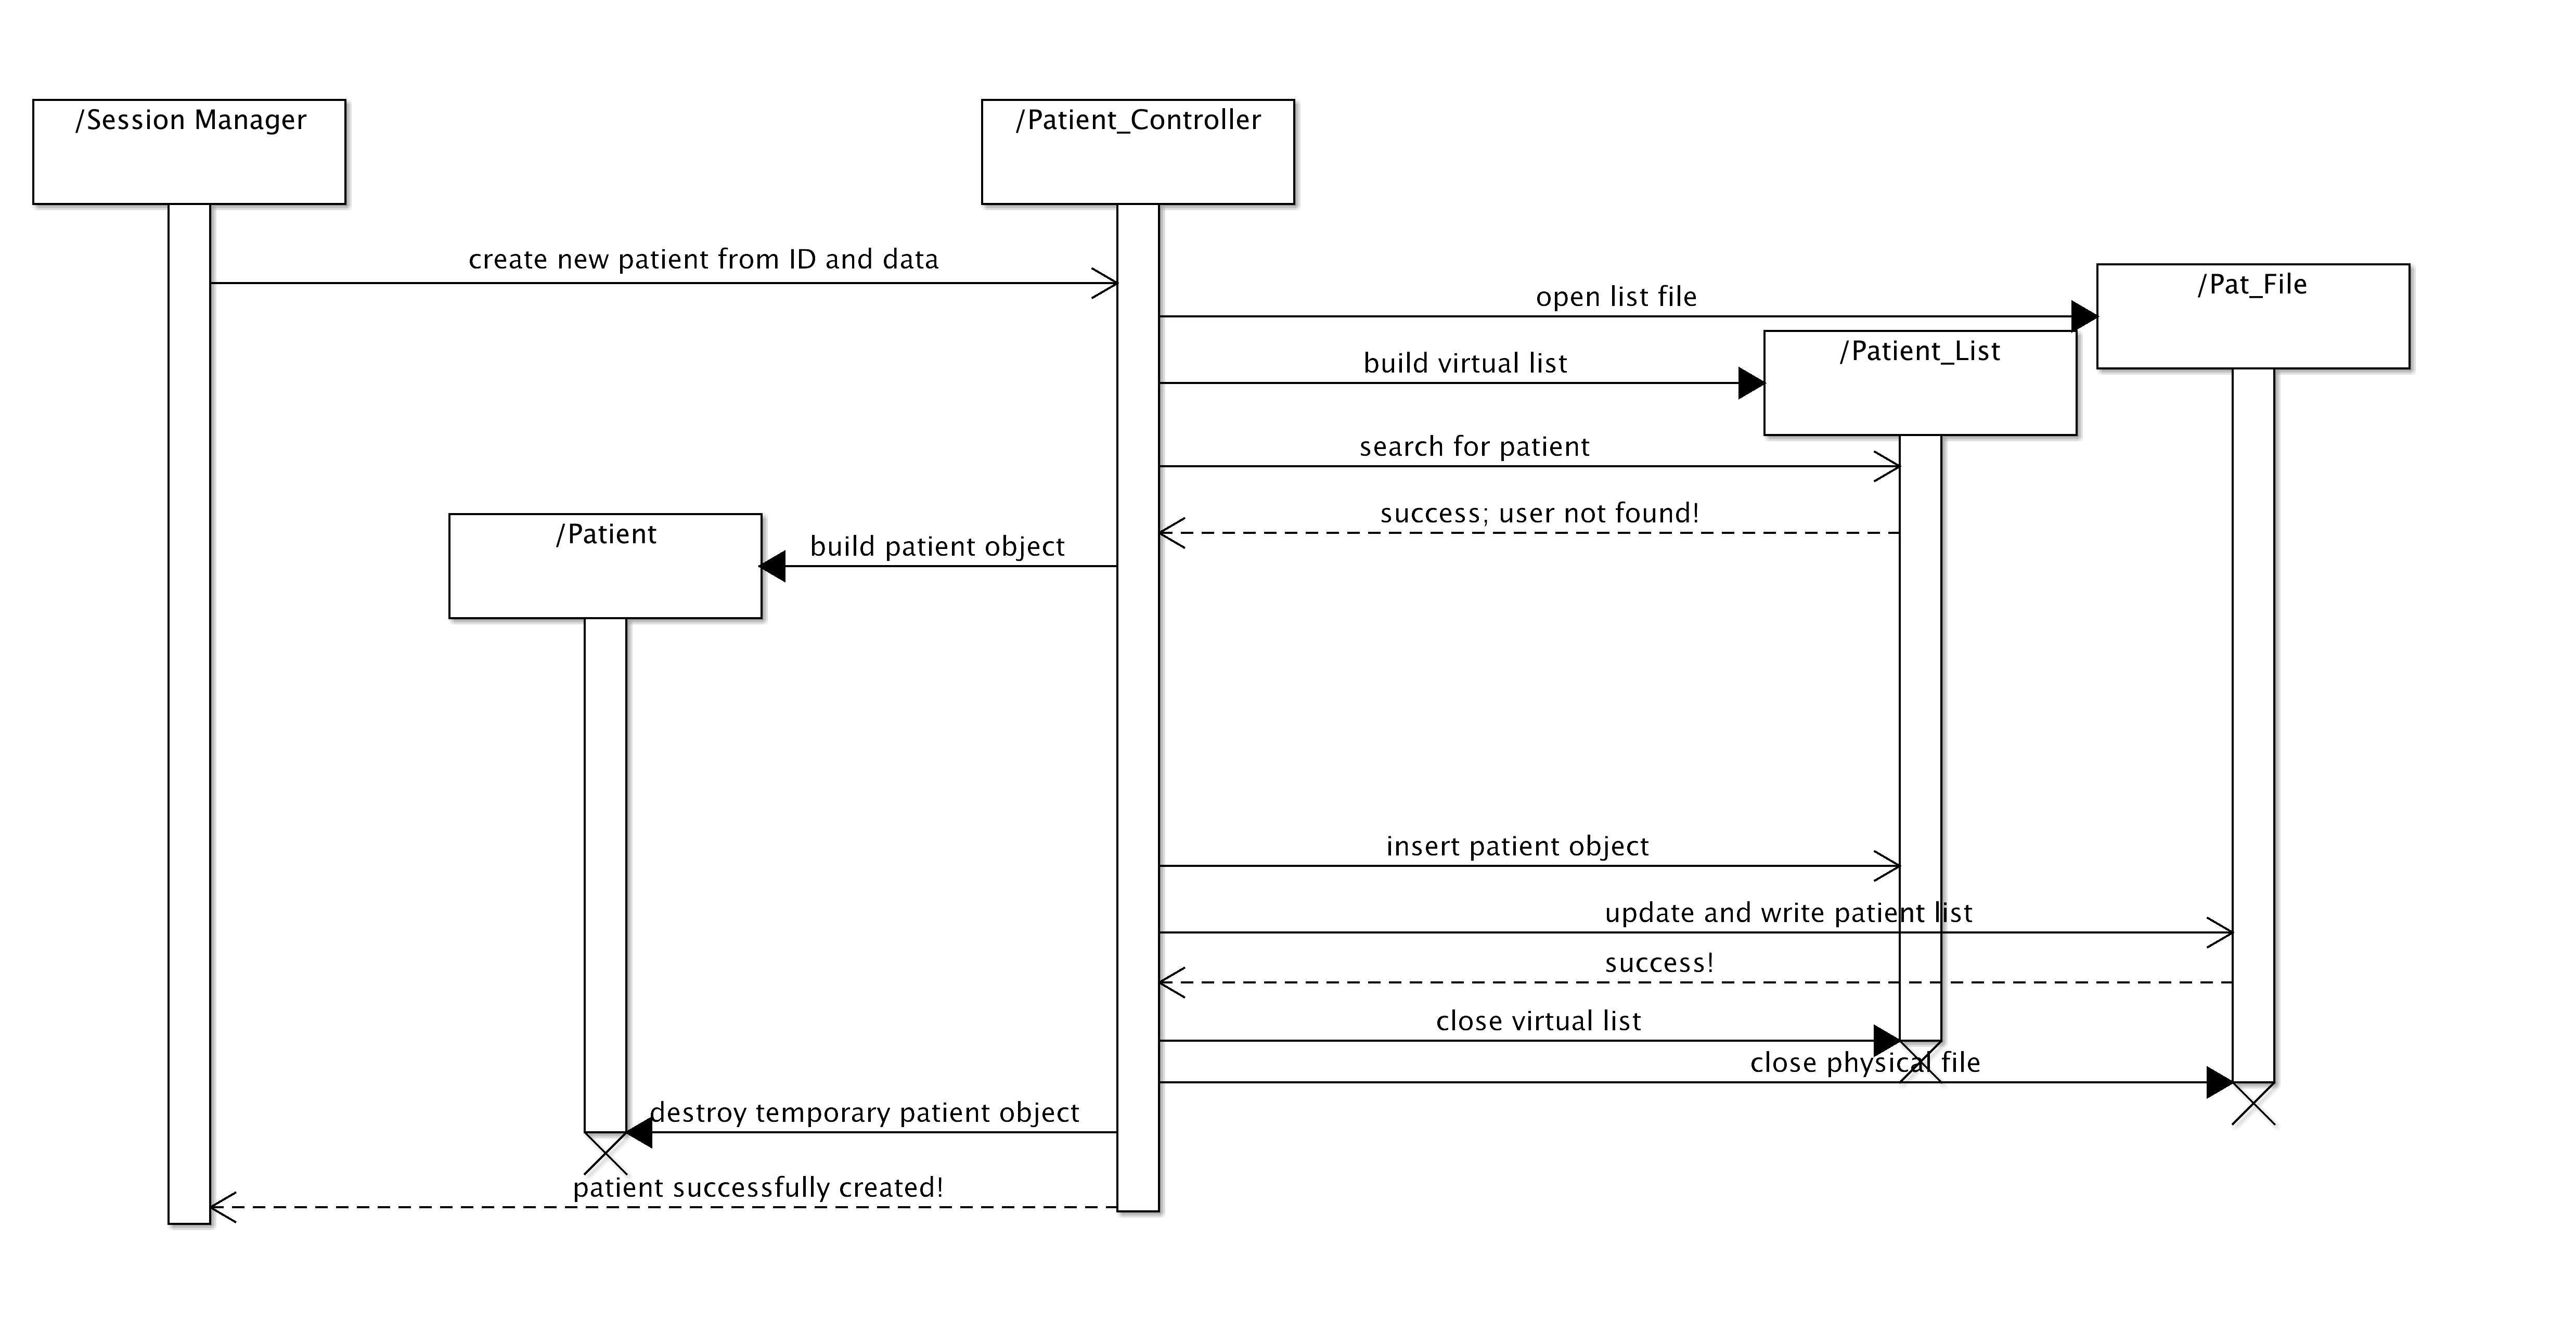 /Session Manager
/Patient_Controller
create new patient from ID and data
/Pat_File
open list file
/Patient_List
build virtual list
search for patient
success; user not found!
/Patient
build patient object
insert patient object
update and write patient list
success!
close virtual list
close physical file
destroy temporary patient object
patient successfully created!